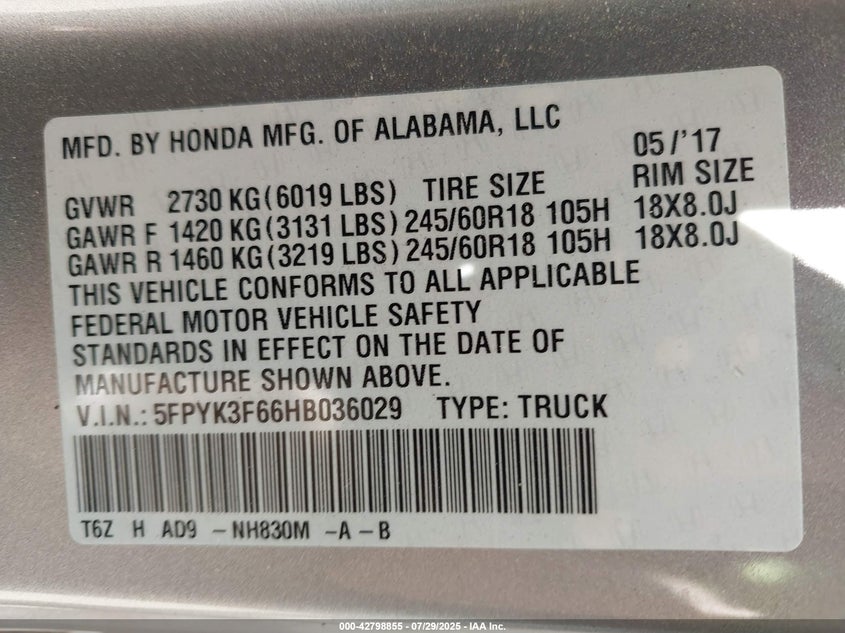 MFD. BY HONDA MFG. OF ALABAMA, LLC 05/'17
GVWR 2730 KG(6019 LBS) TIRE SIZE RIM SIZE
GAWR F 1420 KG(3131 LBS) 245/60R18 105H 18X8.0J
GAWR R 1460 KG(3219 LBS) 245/60R18 105H 18X8.0J
THIS VEHICLE CONFORMS TO ALL APPLICABLE
FEDERAL MOTOR VEHICLE SAFETY
STANDARDS IN EFFECT ON THE DATE OF
MANUFACTURE SHOWN ABOVE.
V.I.N.: 5FPYK3F66HB036029 TYPE: TRUCK
T6Z H AD9 -NH830M -A-B
000-42798855 - 07/29/2025 - IAA Inc.